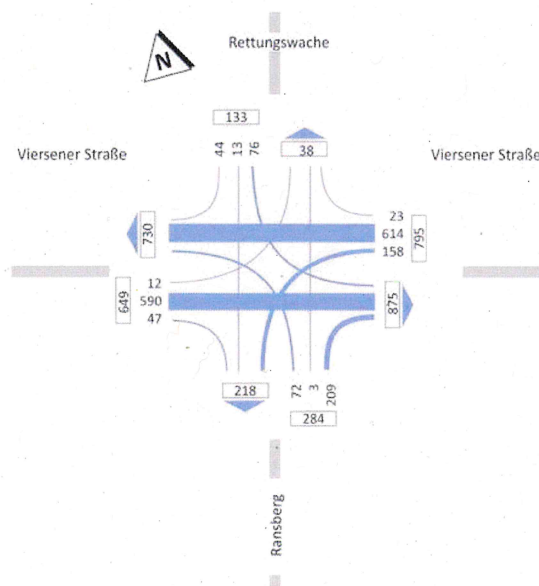 Rettungswache
N
133
44 13 76
38
Viersener Straße
Viersener Straße
23
614
158
795
730
12
590
47
649
875
218
72 3 209
284
Ransberg